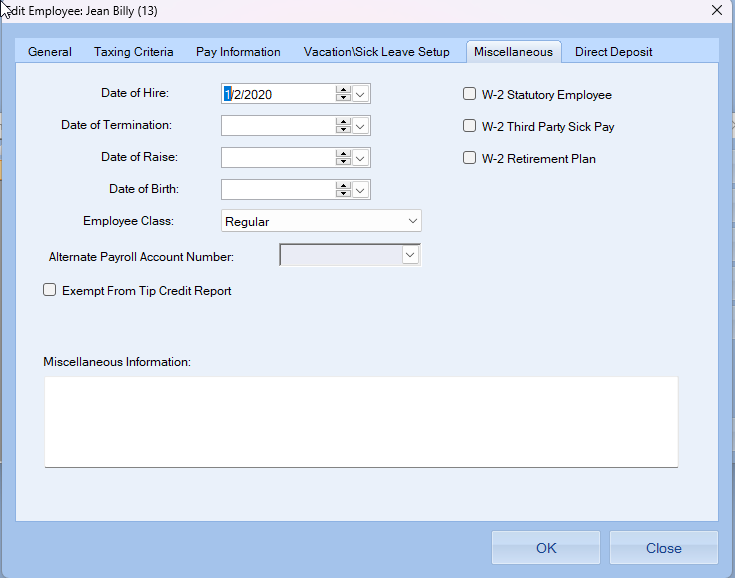 Edit Employee: Jean Billy (13)
General Taxing Criteria Pay Information Vacation\Sick Leave Setup Miscellaneous Direct Deposit
Date of Hire: 1/2/2020 W-2 Statutory Employee
Date of Termination: W-2 Third Party Sick Pay
Date of Raise: W-2 Retirement Plan
Date of Birth:
Employee Class: Regular
Alternate Payroll Account Number:
Exempt From Tip Credit Report
Miscellaneous Information:
OK Close